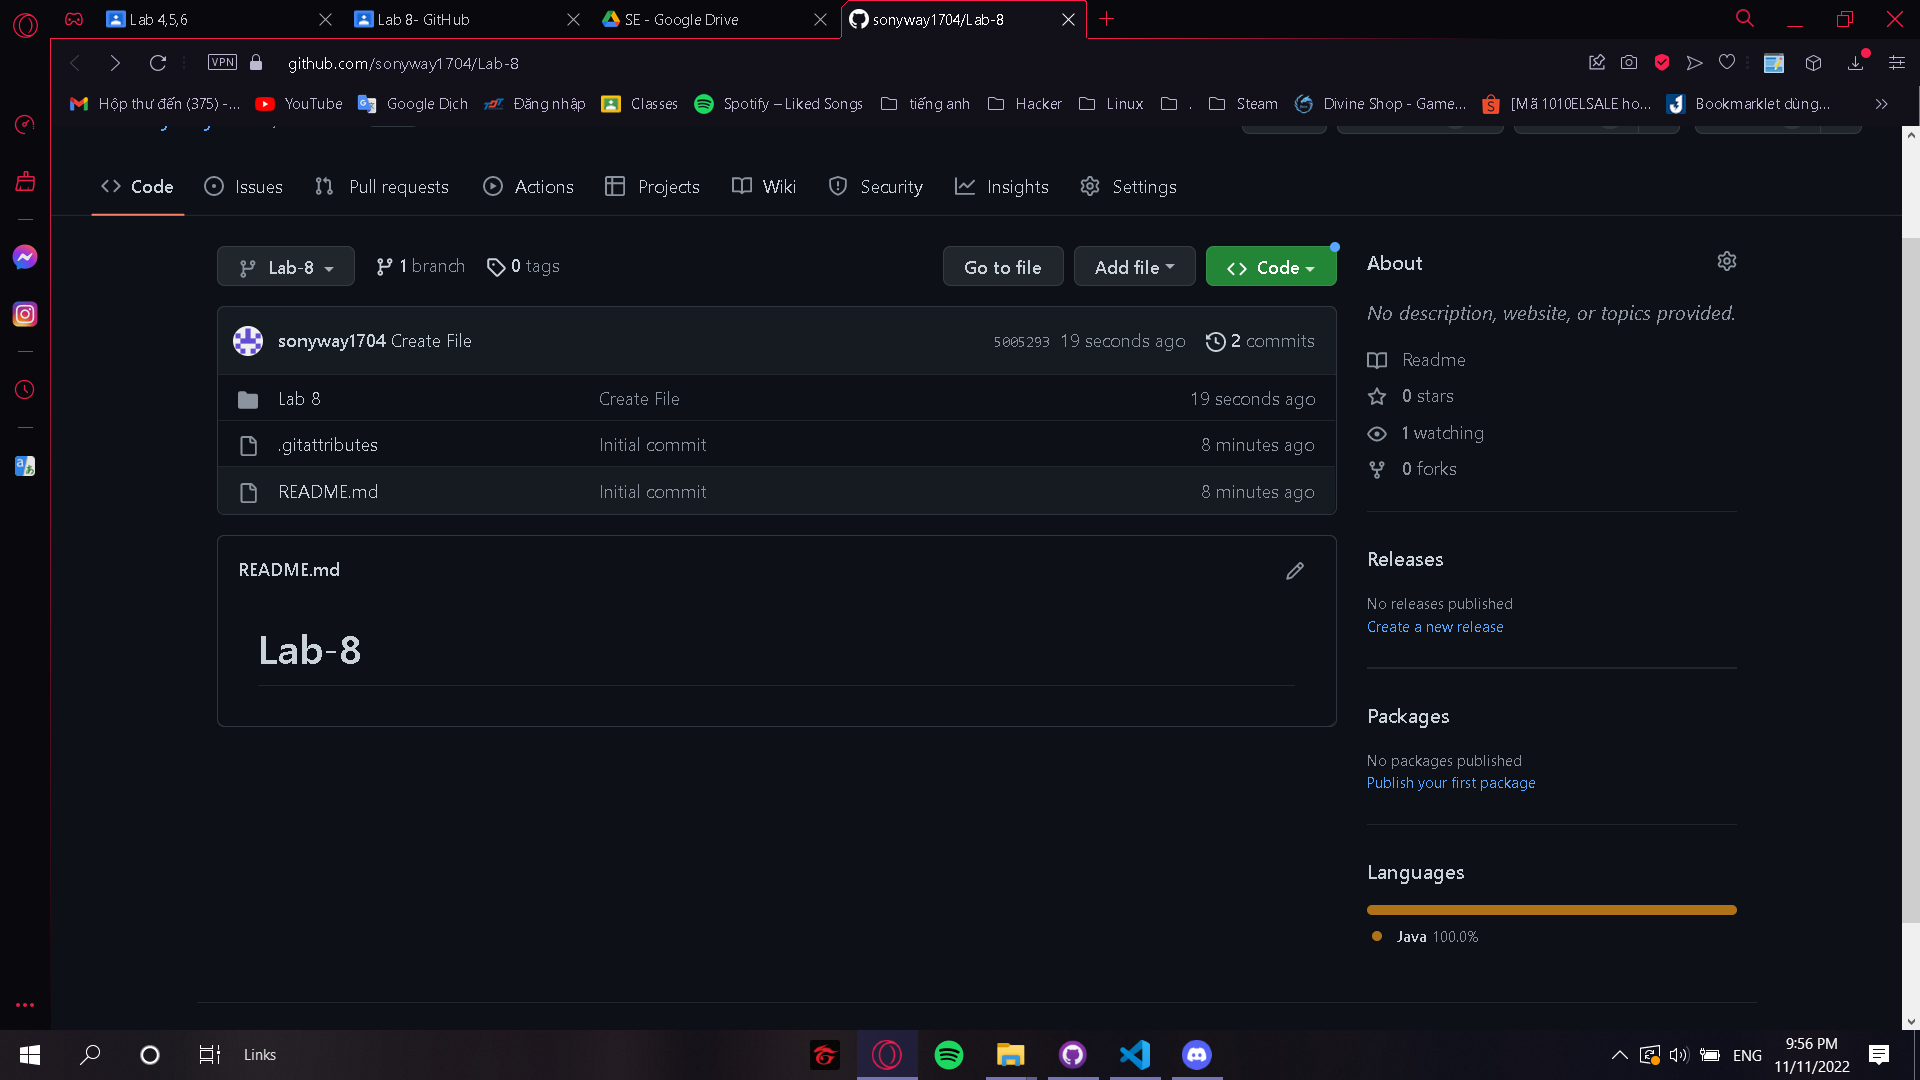 Lab 4,5,6
Lab 8- GitHub
SE - Google Drive
sonyway1704/Lab-8
VPN
github.com/sonyway1704/Lab-8
Hộp thư đến (375) -...
YouTube
Google Dịch
Đăng nhập
Classes
Spotify – Liked Songs
tiếng anh
Hacker
Linux
.
Steam
Divine Shop - Game...
[Mã 1010ELSALE ho...
Bookmarklet dùng...
Code
Issues
Pull requests
Actions
Projects
Wiki
Security
Insights
Settings
Lab-8
1 branch
0 tags
Go to file
Add file
Code
About
No description, website, or topics provided.
sonyway1704 Create File
5005293 19 seconds ago
2 commits
Readme
Lab 8
Create File
19 seconds ago
0 stars
.gitattributes
Initial commit
8 minutes ago
1 watching
README.md
Initial commit
8 minutes ago
0 forks
README.md
Lab-8
Releases
No releases published
Create a new release
Packages
No packages published
Publish your first package
Languages
Java 100.0%
Links
ENG
9:56 PM
11/11/2022